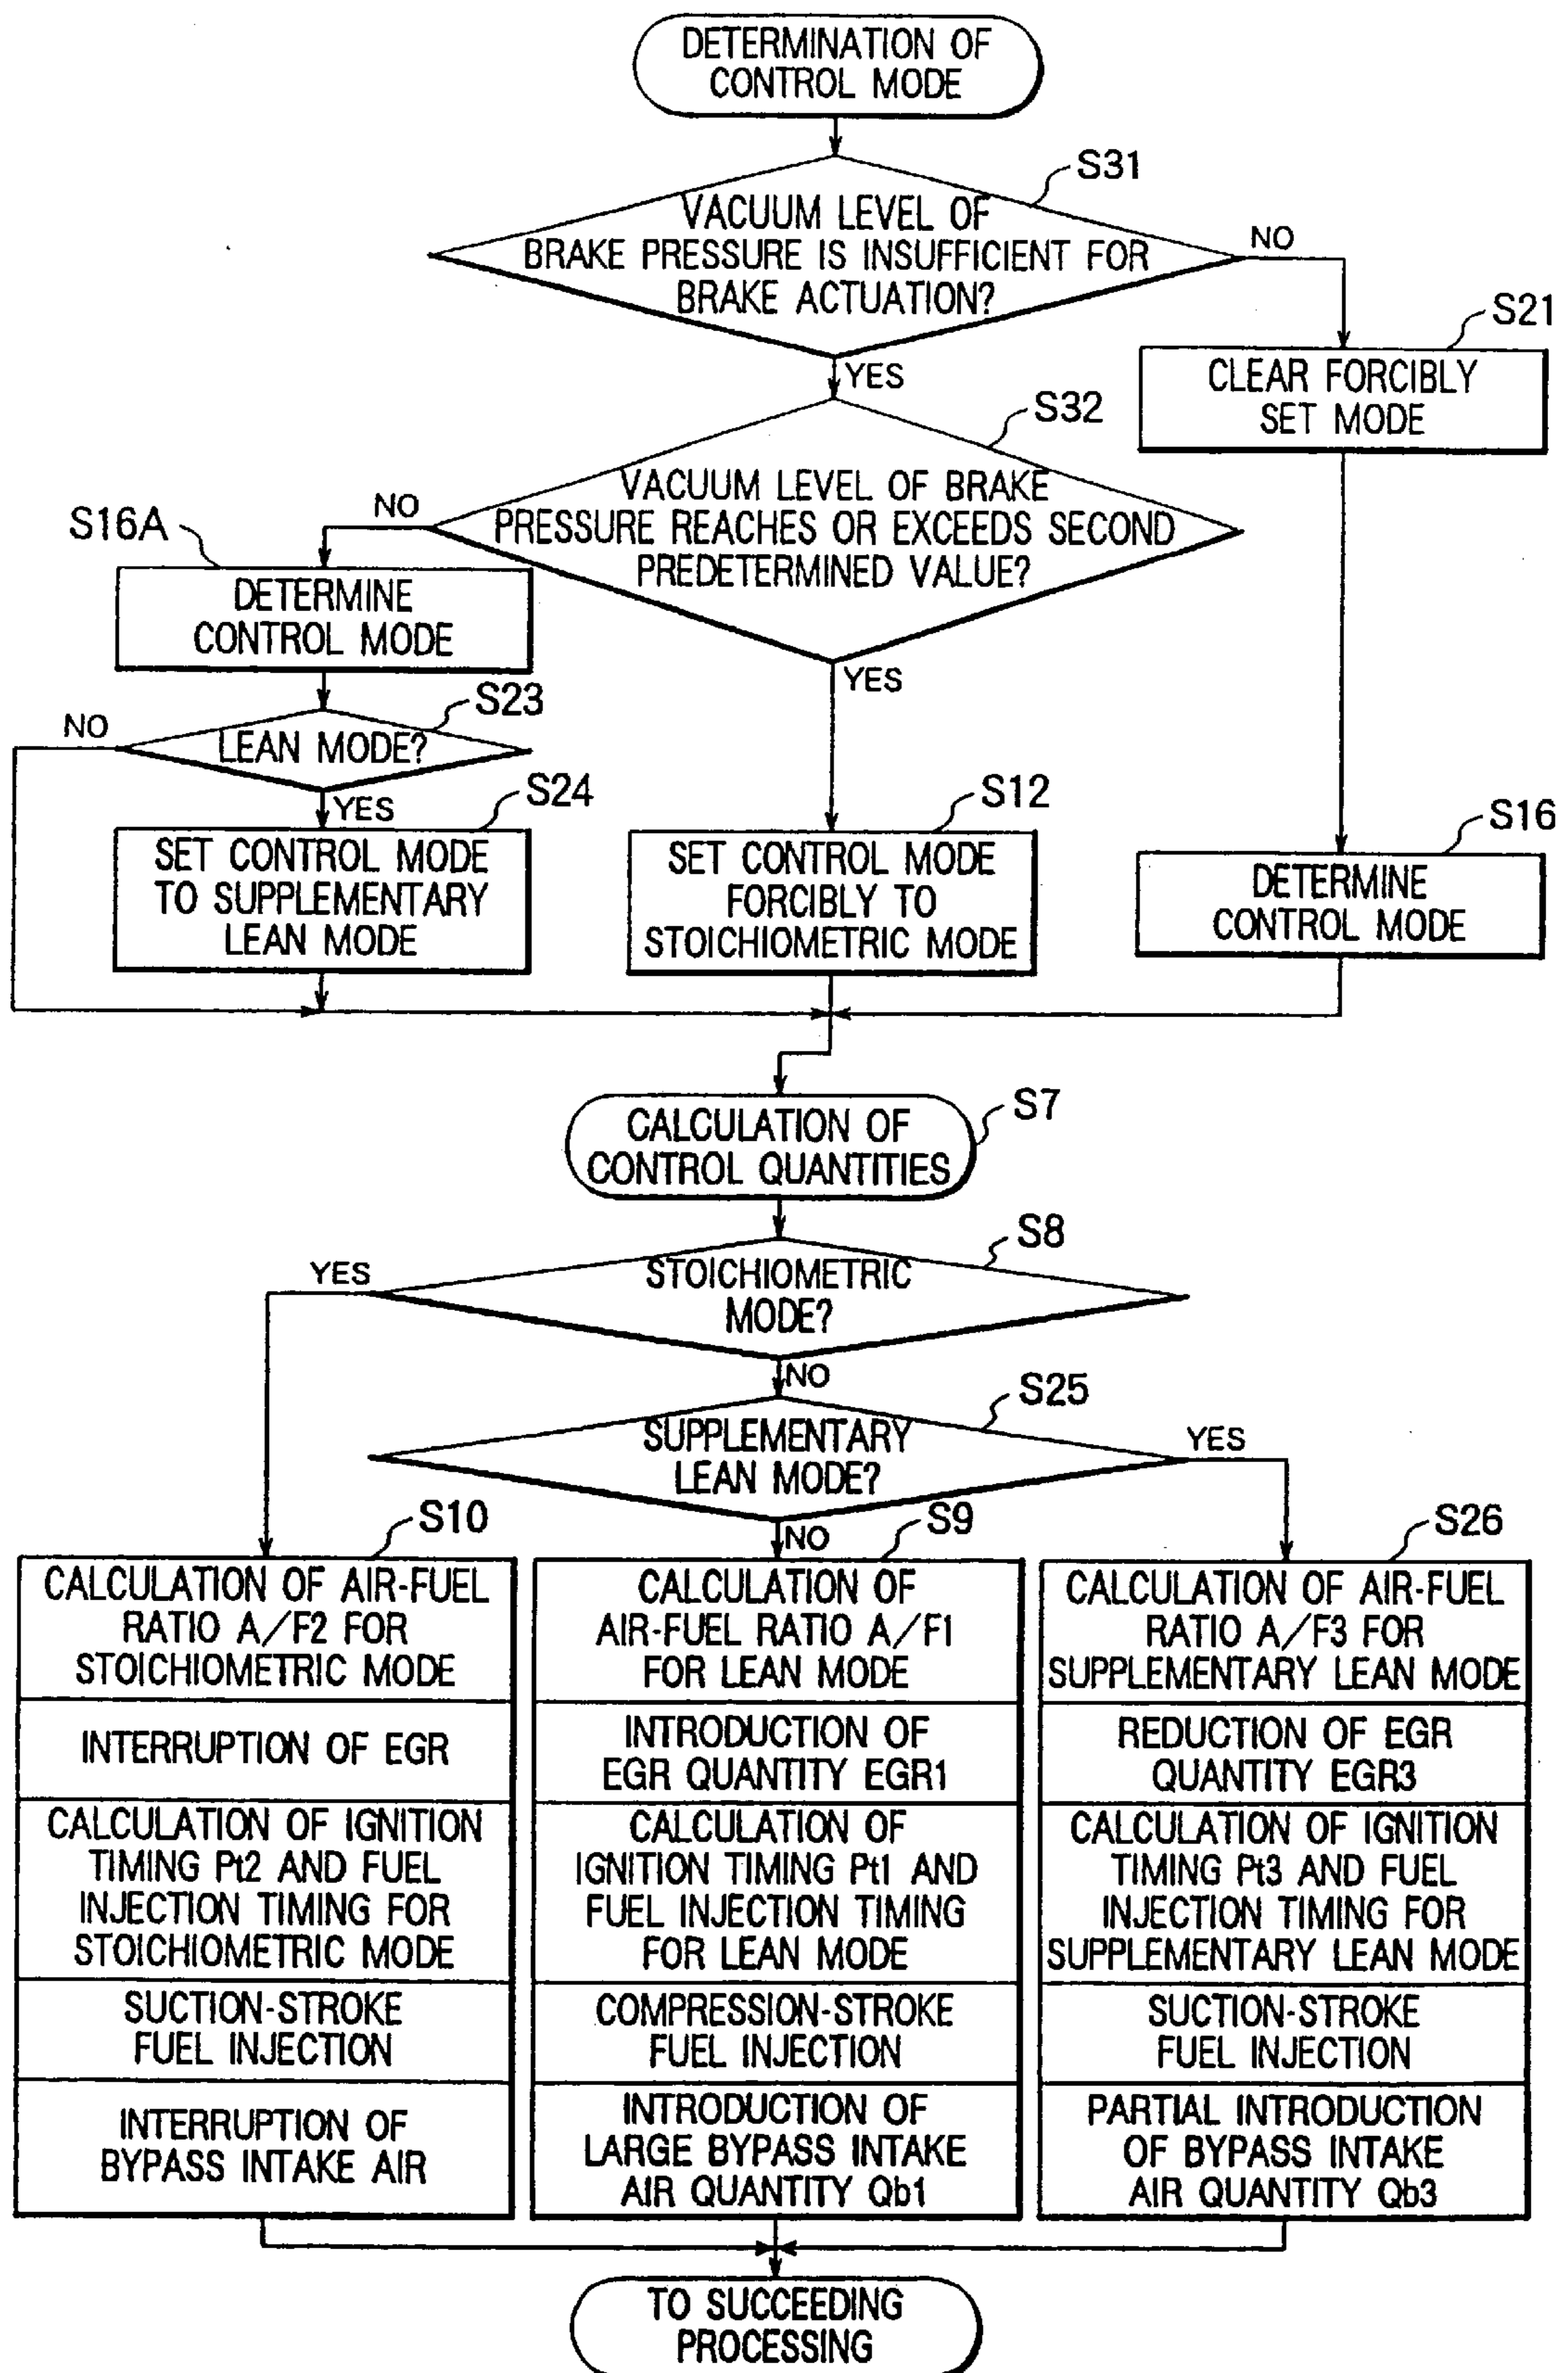 DETERMINATION OF
CONTROL MODE
S31
VACUUM LEVEL OF
BRAKE PRESSURE IS INSUFFICIENT FOR
BRAKE ACTUATION?
NO
S21
CLEAR FORCIBLY
SET MODE
YES
S32
VACUUM LEVEL OF BRAKE
PRESSURE REACHES OR EXCEEDS SECOND
PREDETERMINED VALUE?
NO
S16A
DETERMINE
CONTROL MODE
YES
S23
LEAN MODE?
NO
YES
S24
SET CONTROL MODE
TO SUPPLEMENTARY
LEAN MODE
S12
SET CONTROL MODE
FORCIBLY TO
STOICHIOMETRIC MODE
S16
DETERMINE
CONTROL MODE
CALCULATION OF
CONTROL QUANTITIES
S7
S8
STOICHIOMETRIC
MODE?
YES
NO
S25
SUPPLEMENTARY
LEAN MODE?
YES
NO
S10
CALCULATION OF AIR-FUEL
RATIO A/F2 FOR
STOICHIOMETRIC MODE
INTERRUPTION OF EGR
CALCULATION OF IGNITION
TIMING Pt2 AND FUEL
INJECTION TIMING FOR
STOICHIOMETRIC MODE
SUCTION-STROKE
FUEL INJECTION
INTERRUPTION OF
BYPASS INTAKE AIR
S9
CALCULATION OF
AIR-FUEL RATIO A/F1
FOR LEAN MODE
INTRODUCTION OF
EGR QUANTITY EGR1
CALCULATION OF
IGNITION TIMING Pt1 AND
FUEL INJECTION TIMING
FOR LEAN MODE
COMPRESSION-STROKE
FUEL INJECTION
INTRODUCTION OF
LARGE BYPASS INTAKE
AIR QUANTITY Qb1
S26
CALCULATION OF AIR-FUEL
RATIO A/F3 FOR
SUPPLEMENTARY LEAN MODE
REDUCTION OF EGR
QUANTITY EGR3
CALCULATION OF IGNITION
TIMING Pt3 AND FUEL
INJECTION TIMING FOR
SUPPLEMENTARY LEAN MODE
SUCTION-STROKE
FUEL INJECTION
PARTIAL INTRODUCTION
OF BYPASS INTAKE
AIR QUANTITY Qb3
TO SUCCEEDING
PROCESSING